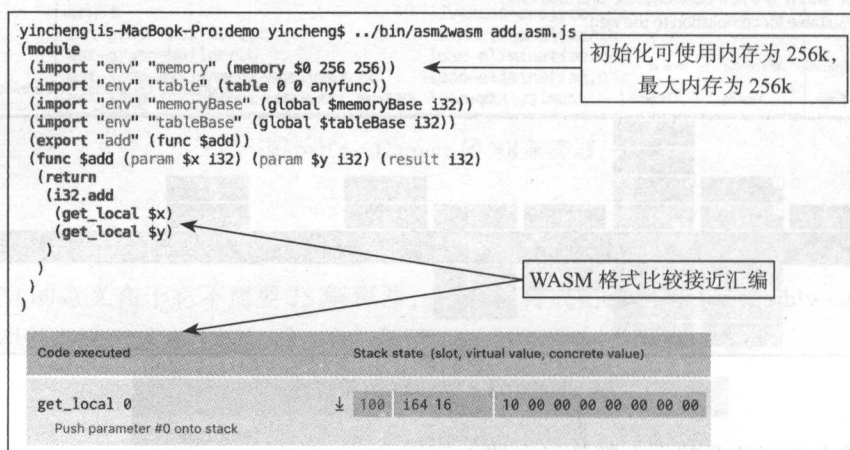 yinchenglis-MacBook-Pro:demo yincheng$ ../bin/asm2wasm add.asm.js
(module
(import "env" "memory" (memory $0 256 256))
(import "env" "table" (table 0 0 anyfunc))
(import "env" "memoryBase" (global $memoryBase i32))
(import "env" "tableBase" (global $tableBase i32))
(export "add" (func $add))
(func $add (param $x i32) (param $y i32) (result i32)
(return
(i32.add
(get_local $x)
(get_local $y)
)
)
)
)
初始化可使用内存为 256k，
最大内存为 256k
WASM 格式比较接近汇编
Code executed Stack state (slot, virtual value, concrete value)
get_local 0 ↓ 100 i64 16 10 00 00 00 00 00 00 00
Push parameter #0 onto stack